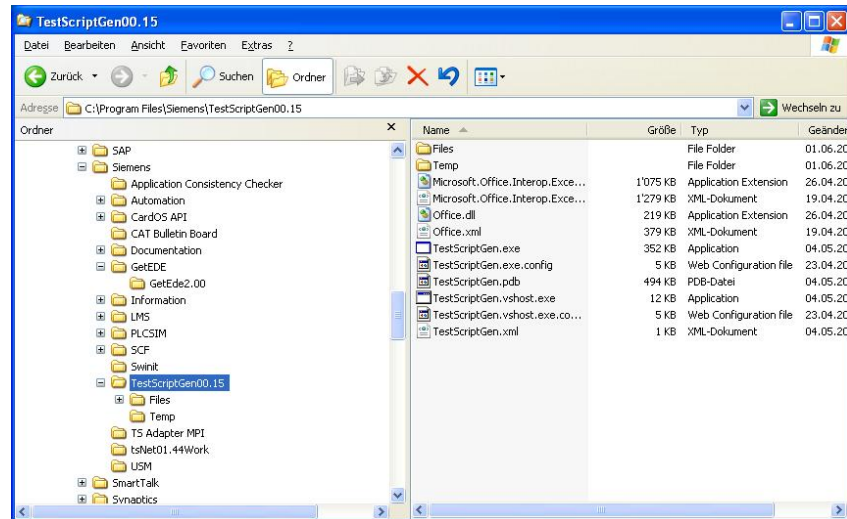 TestScriptGen00.15
Datei Bearbeiten Ansicht Favoriten Extras ?
Zurück Suchen Ordner
Adresse C:\Program Files\Siemens\TestScriptGen00.15 Wechseln zu
Ordner x
SAP
Siemens
Application Consistency Checker
Automation
CardOS API
CAT Bulletin Board
Documentation
GetEDE
GetEde2.00
Information
LMS
PLCSIM
SCF
Swinit
TestScriptGen00.15
Files
Temp
TS Adapter MPI
tsNet01.44Work
USM
SmartTalk
Synaptics
Name Größe Typ Geänder
Files File Folder 01.06.20
Temp File Folder 01.06.20
Microsoft.Office.Interop.Exce... 1'075 KB Application Extension 26.04.20
Microsoft.Office.Interop.Exce... 1'279 KB XML-Dokument 19.04.20
Office.dll 219 KB Application Extension 26.04.20
Office.xml 379 KB XML-Dokument 19.04.20
TestScriptGen.exe 352 KB Application 04.05.20
TestScriptGen.exe.config 5 KB Web Configuration file 23.04.20
TestScriptGen.pdb 494 KB PDB-Datei 04.05.20
TestScriptGen.vshost.exe 12 KB Application 04.05.20
TestScriptGen.vshost.exe.co... 5 KB Web Configuration file 23.04.20
TestScriptGen.xml 1 KB XML-Dokument 04.05.20